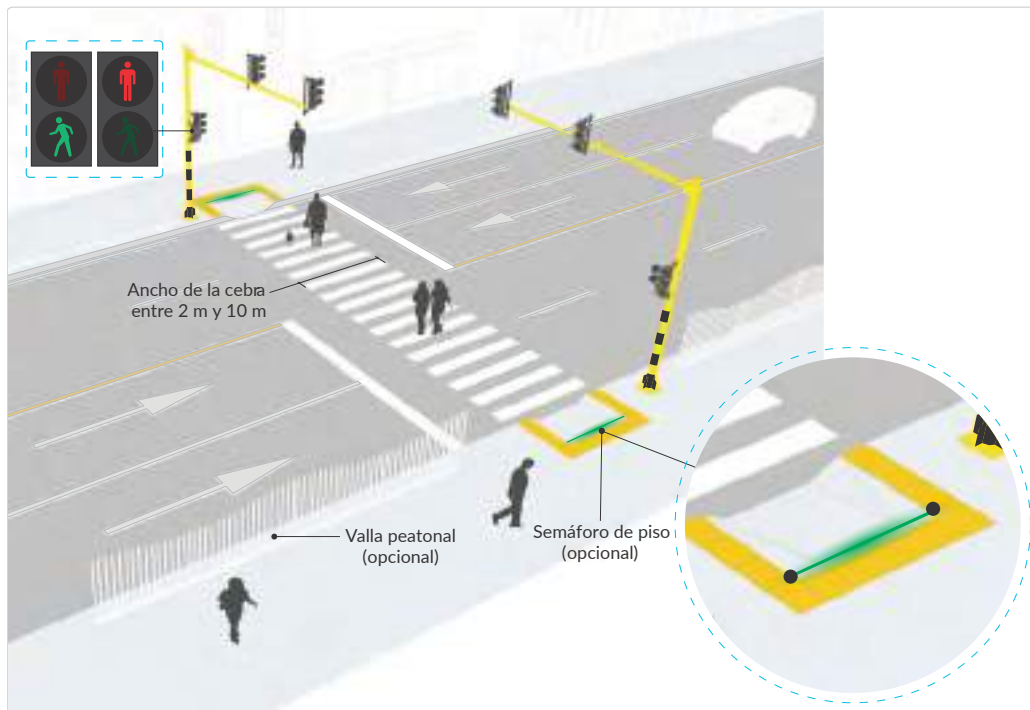 Ancho de la cebra
entre 2 m y 10 m
Valla peatonal
(opcional)
Semáforo de piso
(opcional)